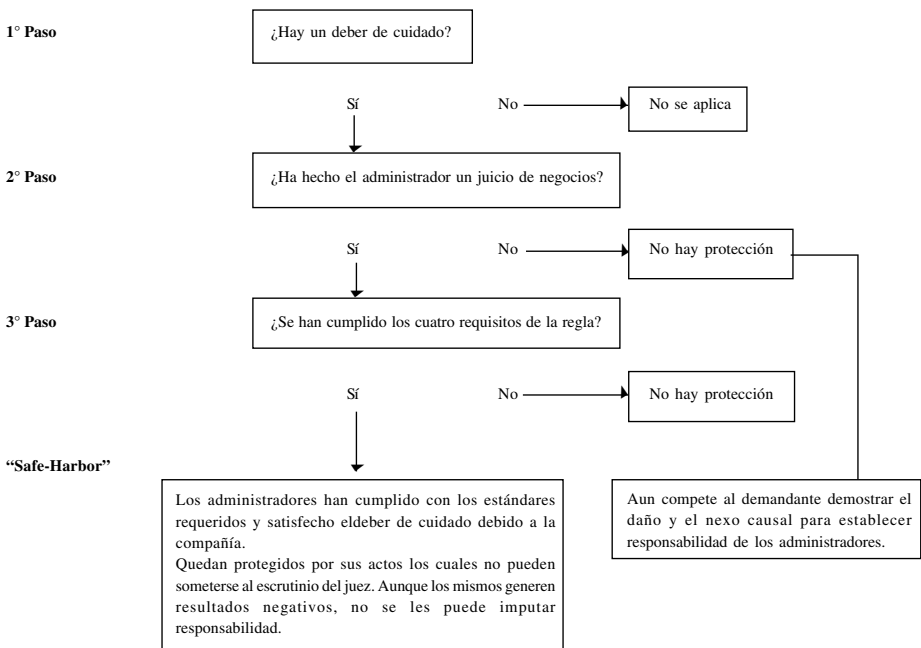 1° Paso
¿Hay un deber de cuidado?
Sí
No
No se aplica
2° Paso
¿Ha hecho el administrador un juicio de negocios?
Sí
No
No hay protección
3° Paso
¿Se han cumplido los cuatro requisitos de la regla?
Sí
No
No hay protección
“Safe-Harbor”
Los administradores han cumplido con los estándares
requeridos y satisfecho eldeber de cuidado debido a la
compañía.
Quedan protegidos por sus actos los cuales no pueden
someterse al escrutinio del juez. Aunque los mismos generen
resultados negativos, no se les puede imputar
responsabilidad.
Aun compete al demandante demostrar el
daño y el nexo causal para establecer
responsabilidad de los administradores.